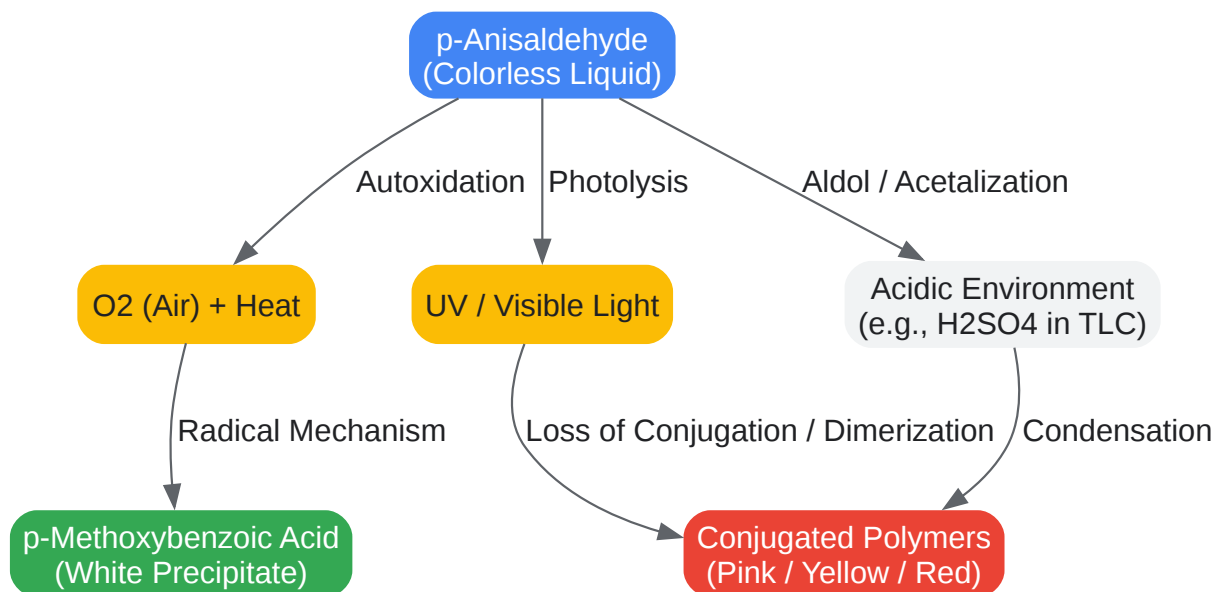 p-Anisaldehyde
(Colorless Liquid)
Autoxidation
Photolysis
Aldol / Acetalization
O2 (Air) + Heat
UV / Visible Light
Acidic Environment
(e.g., H2SO4 in TLC)
Radical Mechanism
Loss of Conjugation / Dimerization
Condensation
p-Methoxybenzoic Acid
(White Precipitate)
Conjugated Polymers
(Pink / Yellow / Red)